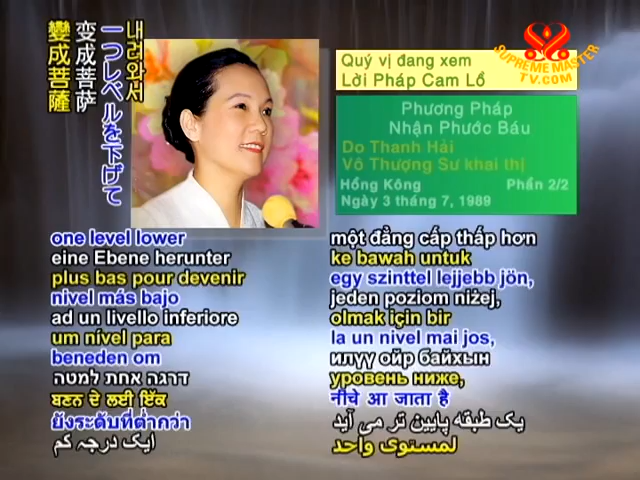 SUPREME MASTER
TV.COM
Quý vị đang xem
Lời Pháp Cam Lồ
Phương Pháp
Nhận Phước Báu
Do Thanh Hải
Vô Thượng Sư khai thị
Hồng Kông Phần 2/2
Ngày 3 tháng 7, 1989
變成菩薩
变成菩萨
一つレベルを下げて
내려와서
one level lower
eine Ebene herunter
plus bas pour devenir
nivel más bajo
ad un livello inferiore
um nível para
beneden om
דרגה אחת למטה
ਬਣਨ ਦੇ ਲਈ ਇੱਕ
ยังระดับที่ต่ำกว่า
ایک درجہ کم
một đẳng cấp thấp hơn
ke bawah untuk
egy szinttel lejjebb jön,
jeden poziom niżej,
olmak için bir
la un nivel mai jos,
илүү ойр байхын
уровень ниже,
नीचे आ जाता है
یک طبقه پایین تر می آید
لمستوى واحد